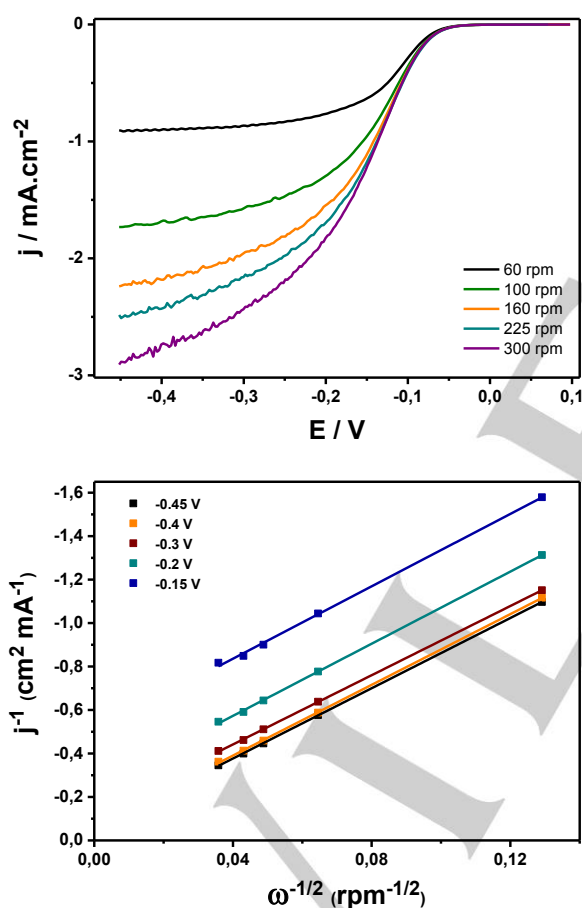 0
-1
-2
-3
j / mA.cm-2
60 rpm
100 rpm
160 rpm
225 rpm
300 rpm
-0,4 -0,3 -0,2 -0,1 0,0 0,1
E / V
-1,6
-1,4
-1,2
-1,0
-0,8
-0,6
-0,4
-0,2
0,0
j-1 (cm2 mA-1)
-0.45 V
-0.4 V
-0.3 V
-0.2 V
-0.15 V
0,00 0,04 0,08 0,12
ω-1/2 (rpm-1/2)